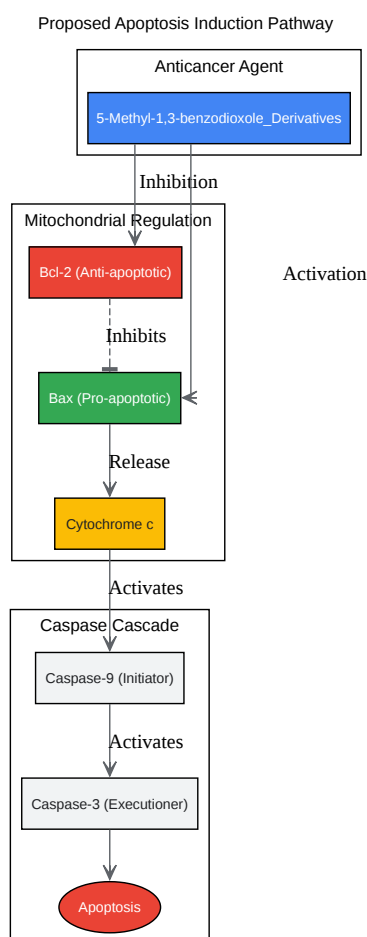 Proposed Apoptosis Induction Pathway
Anticancer Agent
5-Methyl-1,3-benzodioxole_Derivatives
Inhibition
Mitochondrial Regulation
Bcl-2 (Anti-apoptotic)
Activation
Inhibits
Bax (Pro-apoptotic)
Release
Cytochrome c
Activates
Caspase Cascade
Caspase-9 (Initiator)
Activates
Caspase-3 (Executioner)
Apoptosis